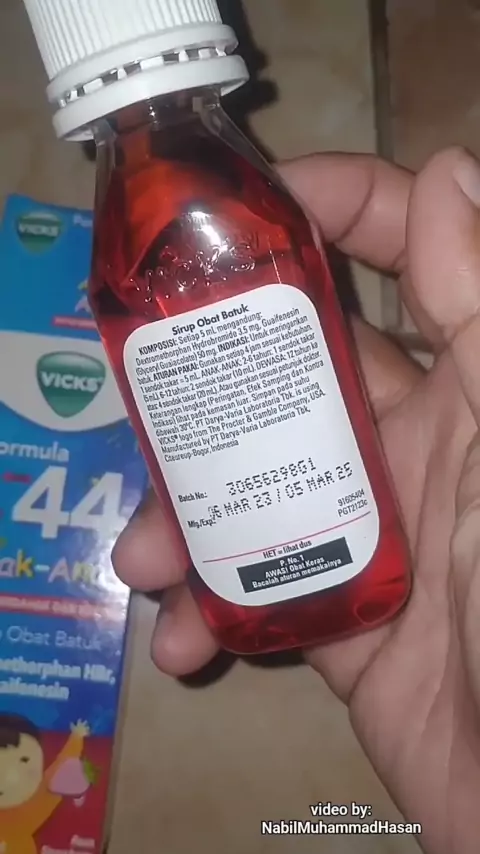 VICKS
VICKS
Formula
44
Obat Batuk
VICKS
Sirup Obat Batuk
KOMPOSISI: Setiap 5 mL mengandung:
Dextromethorphan Hydrobromide 3.5 mg, Guaifenesin
(Glyceryl Guaiacolate) 50 mg. INDIKASI: Untuk meringankan
batuk. ATURAN PAKAI: Gunakan setiap 4 jam sesuai kebutuhan.
1 sendok takar = 5 mL. ANAK-ANAK: 2-6 tahun: 1 sendok takar
(5 mL). 6-12 tahun: 2 sendok takar (10 mL). DEWASA: 12 tahun ke
atas: 4 sendok takar (20 mL). Atau gunakan sesuai petunjuk dokter.
Keterangan lengkap (Peringatan, Efek Samping dan Kontra
Indikasi) lihat pada kemasan luar. Simpan pada suhu
dibawah 30°C. PT Darya-Varia Laboratoria Tbk. is using
VICKS® logo from The Procter & Gamble Company, USA.
Manufactured by PT Darya-Varia Laboratoria Tbk,
Citeureup-Bogor, Indonesia
Batch No.: 30656298G1
Mfg./Exp.: 06 MAR 23 / 05 MAR 25
91605404
PGT2123c
HET = lihat dus
P. No. 1
AWAS! Obat Keras
Bacalah aturan memakainya
video by:
NabilMuhammadHasan